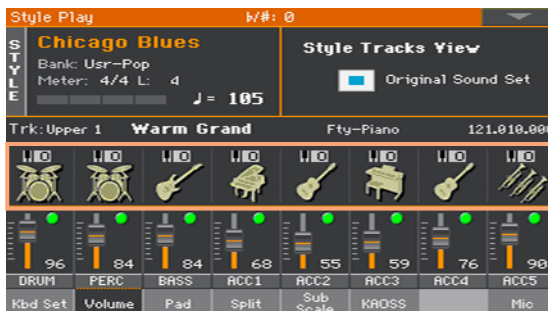 Style Play ♭/#: 0
STYLE
Chicago Blues
Bank: Usr-Pop
Meter: 4/4 L: 4
♩= 105
Style Tracks View
Original Sound Set
Trk: Upper 1 Warm Grand Fty-Piano 121.010.000
96 84 84 68 55 59 76 90
DRUM PERC BASS ACC1 ACC2 ACC3 ACC4 ACC5
Kbd Set Volume Pad Split Sub Scale KAOSS Mic